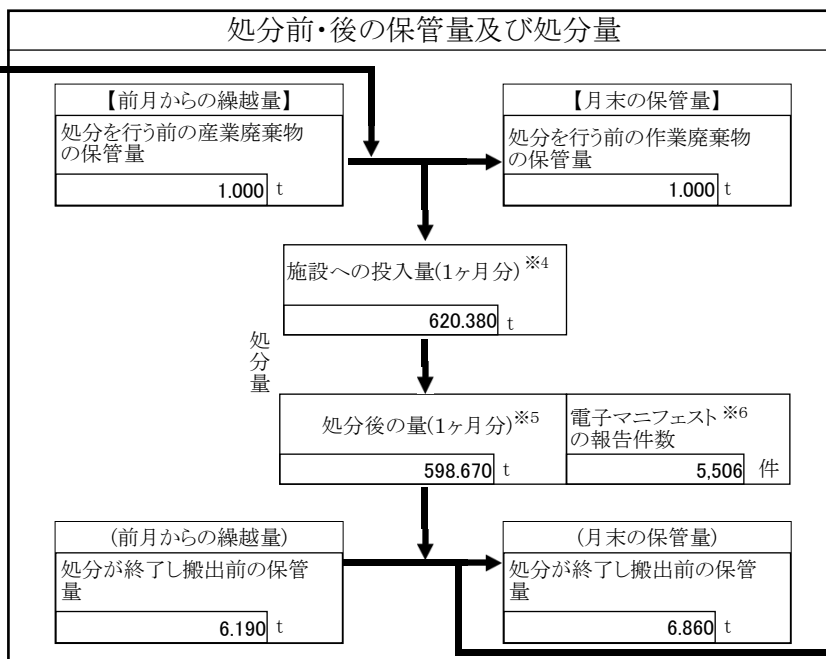 処分前・後の保管量及び処分量
【前月からの繰越量】
処分を行う前の産業廃棄物
の保管量
1.000 t
【月末の保管量】
処分を行う前の作業廃棄物
の保管量
1.000 t
施設への投入量(1ヶ月分)※4
620.380 t
処分量
処分後の量(1ヶ月分)※5
598.670 t
電子マニフェスト※6
の報告件数
5,506 件
(前月からの繰越量)
処分が終了し搬出前の保管
量
6.190 t
(月末の保管量)
処分が終了し搬出前の保管
量
6.860 t